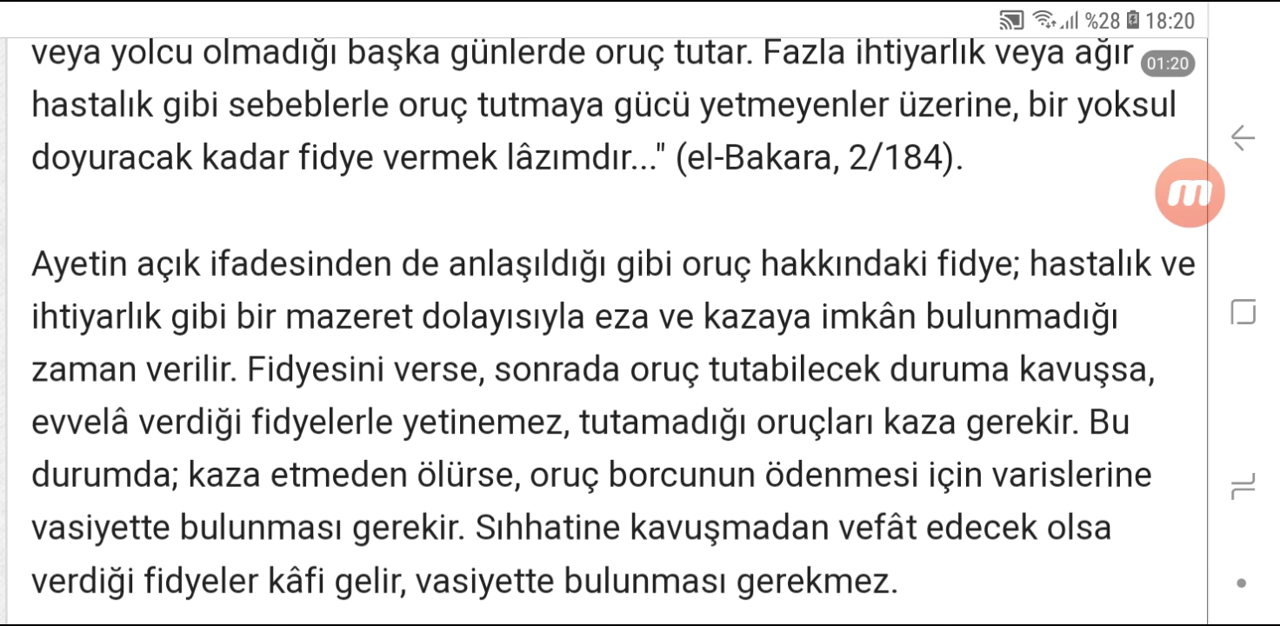 %28 18:20
veya yolcu olmadığı başka günlerde oruç tutar. Fazla ihtiyarlık veya ağır
01:20
hastalık gibi sebeblerle oruç tutmaya gücü yetmeyenler üzerine, bir yoksul
doyuracak kadar fidye vermek lâzımdır..." (el-Bakara, 2/184).
m
Ayetin açık ifadesinden de anlaşıldığı gibi oruç hakkındaki fidye; hastalık ve
ihtiyarlık gibi bir mazeret dolayısıyla eza ve kazaya imkân bulunmadığı
zaman verilir. Fidyesini verse, sonrada oruç tutabilecek duruma kavuşsa,
evvelâ verdiği fidyelerle yetinemez, tutamadığı oruçları kaza gerekir. Bu
durumda; kaza etmeden ölürse, oruç borcunun ödenmesi için varislerine
vasiyette bulunması gerekir. Sıhhatine kavuşmadan vefât edecek olsa
verdiği fidyeler kâfi gelir, vasiyette bulunması gerekmez.